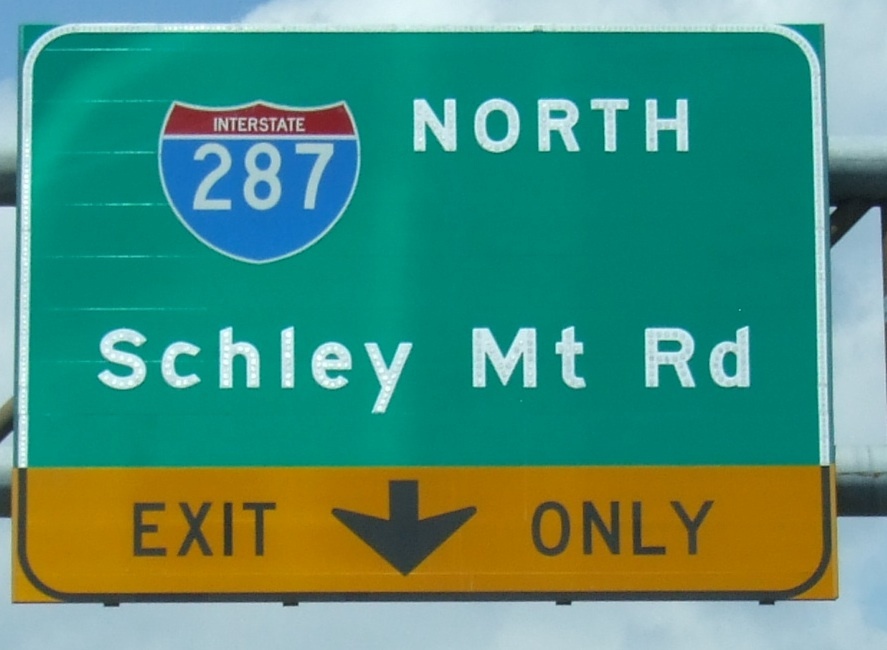 INTERSTATE
287 NORTH
Schley Mt Rd
EXIT ONLY